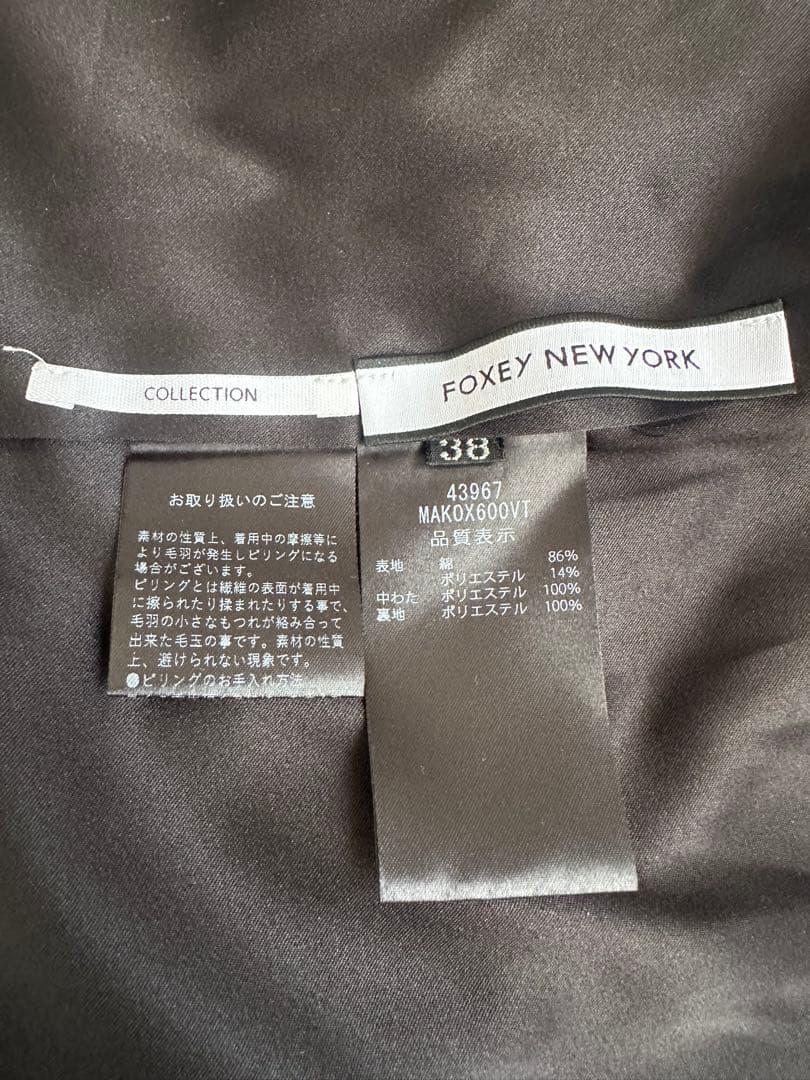 COLLECTION
FOXEY NEW YORK
38
43967
MAKOX600VT
品質表示
表地 綿 86%
ポリエステル 14%
中わた ポリエステル 100%
裏地 ポリエステル 100%
お取り扱いのご注意
素材の性質上、着用中の摩擦等に
より毛羽が発生しピリングになる
場合がございます。
ピリングとは繊維の表面が着用中
に擦られたり揉まれたりする事で、
毛羽の小さなもつれが絡み合って
出来た毛玉の事です。素材の性質
上、避けられない現象です。
●ピリングのお手入れ方法